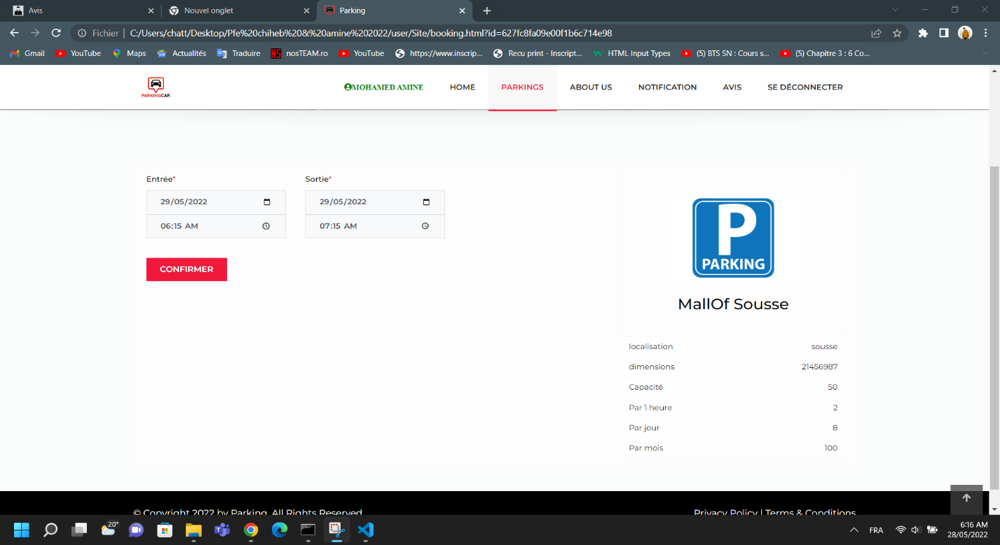 Avis
Nouvel onglet
Parking
Fichier C:/Users/chatt/Desktop/Pfe%20chiheb%20&%20amine%202022/user/Site/booking.html?id=627fc8fa09e00f1b6c714e98
Gmail YouTube Maps Actualités Traduire nosTEAM.ro YouTube https://www.inscrip... Recu print - Inscript... HTML Input Types (5) BTS SN : Cours s... (5) Chapitre 3 : 6 Co...
PARKINGCAR
MOHAMED AMINE HOME PARKINGS ABOUT US NOTIFICATION AVIS SE DÉCONNECTER
Entrée* Sortie*
29/05/2022 29/05/2022
06:15 AM 07:15 AM
CONFIRMER
P
PARKING
MallOf Sousse
localisation sousse
dimensions 21456987
Capacité 50
Par 1 heure 2
Par jour 8
Par mois 100
© Copyright 2022 by Parking. All Rights Reserved Privacy Policy | Terms & Conditions
20°
FRA
6:16 AM
28/05/2022